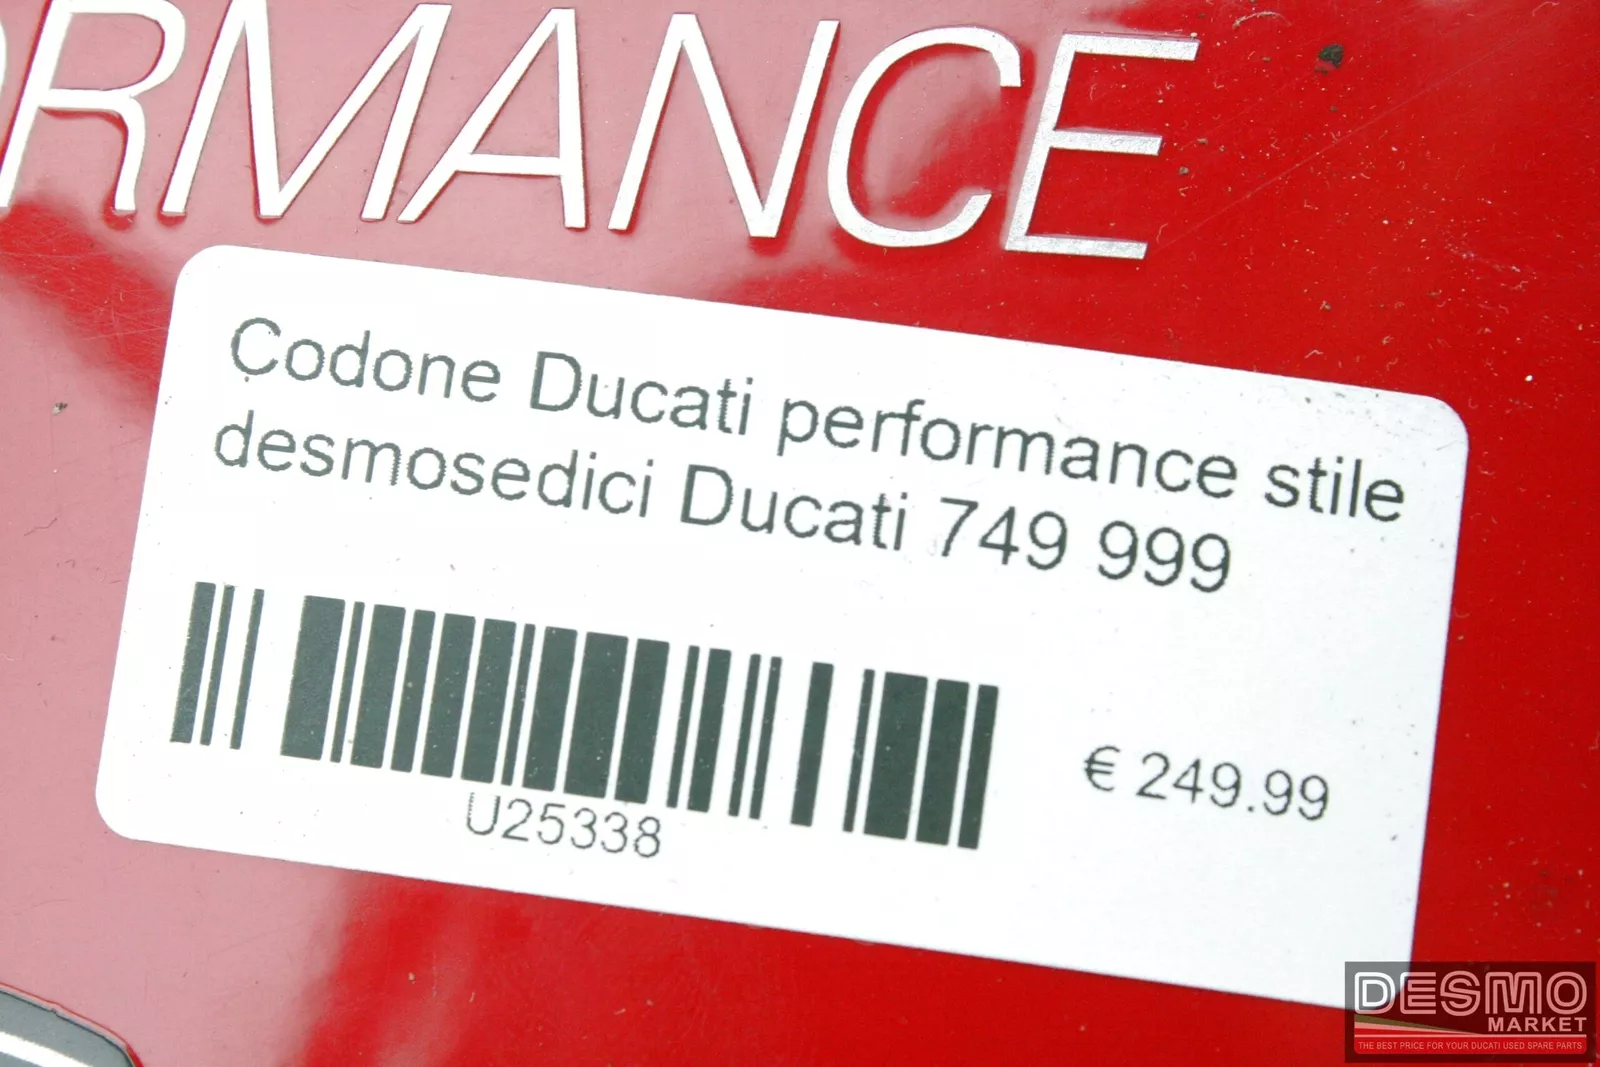 ORMANCE
Codone Ducati performance stile
desmosedici Ducati 749 999
€ 249.99
U25338
DESMO
MARKET
THE BEST PRICE FOR YOUR DUCATI USED SPARE PARTS